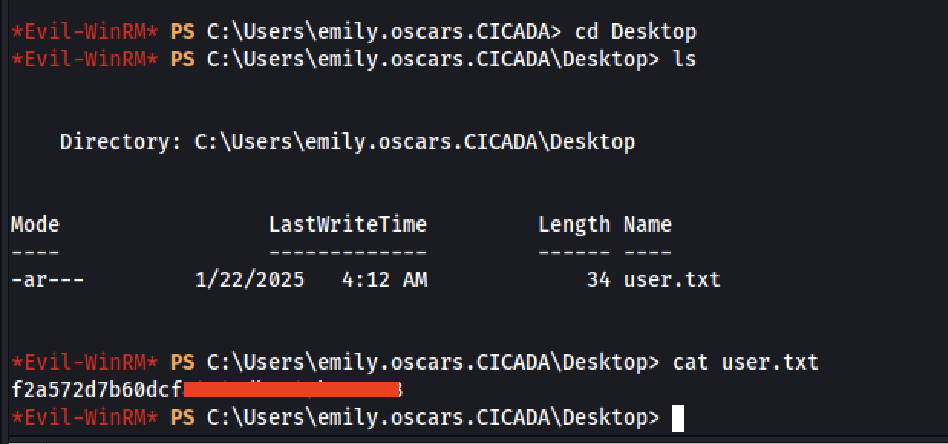 *Evil-WinRM* PS C:\Users\emily.oscars.CICADA> cd Desktop
*Evil-WinRM* PS C:\Users\emily.oscars.CICADA\Desktop> ls
Directory: C:\Users\emily.oscars.CICADA\Desktop
Mode LastWriteTime Length Name
---- ------------- ------ ----
-ar--- 1/22/2025 4:12 AM 34 user.txt
*Evil-WinRM* PS C:\Users\emily.oscars.CICADA\Desktop> cat user.txt
f2a572d7b60dcf
*Evil-WinRM* PS C:\Users\emily.oscars.CICADA\Desktop>